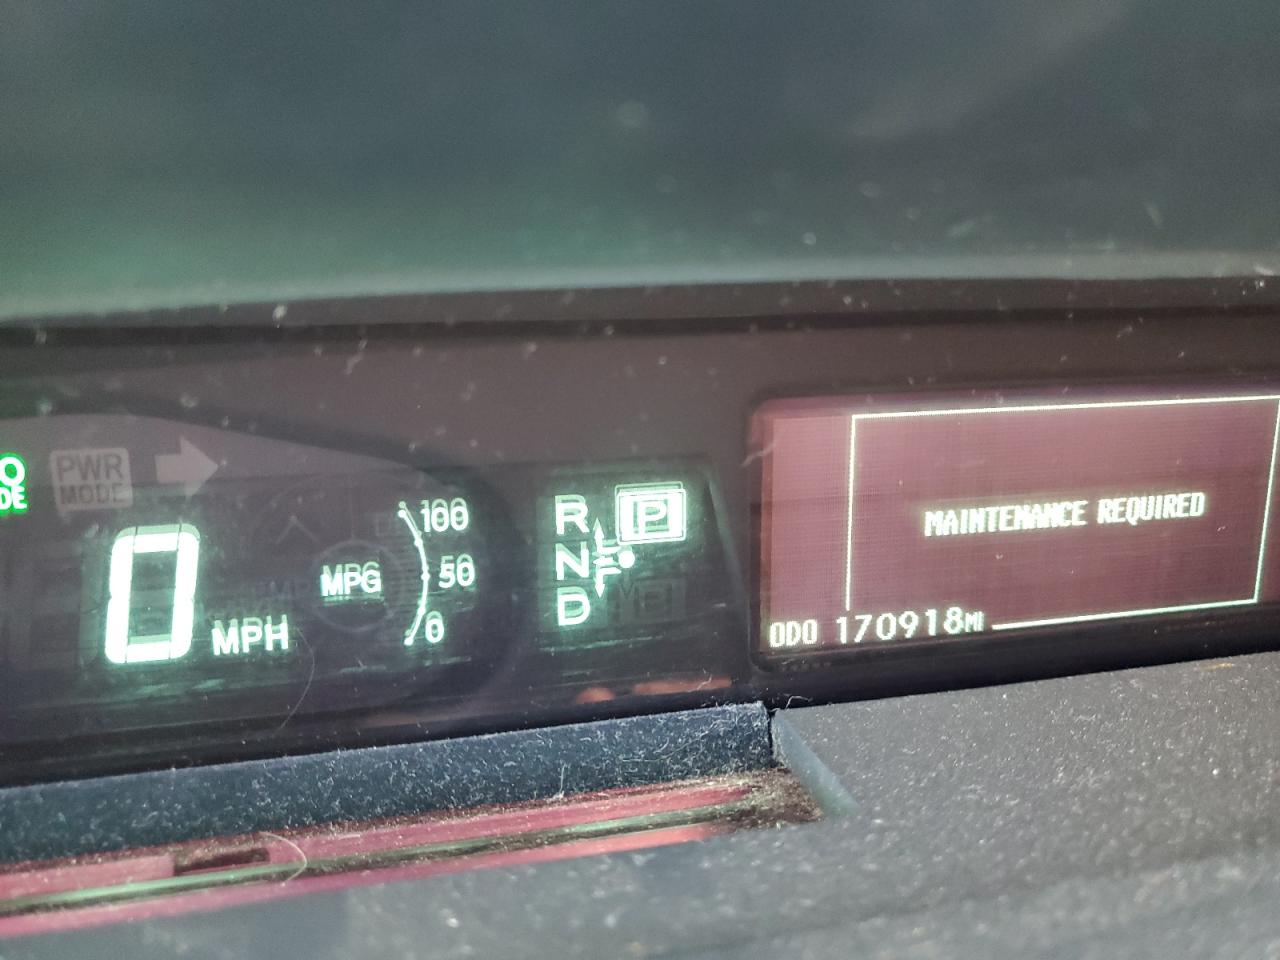 PWR
MODE
0
MPH
MPG
100
50
0
R
N
D
P
MAINTENANCE REQUIRED
ODO 170918MI